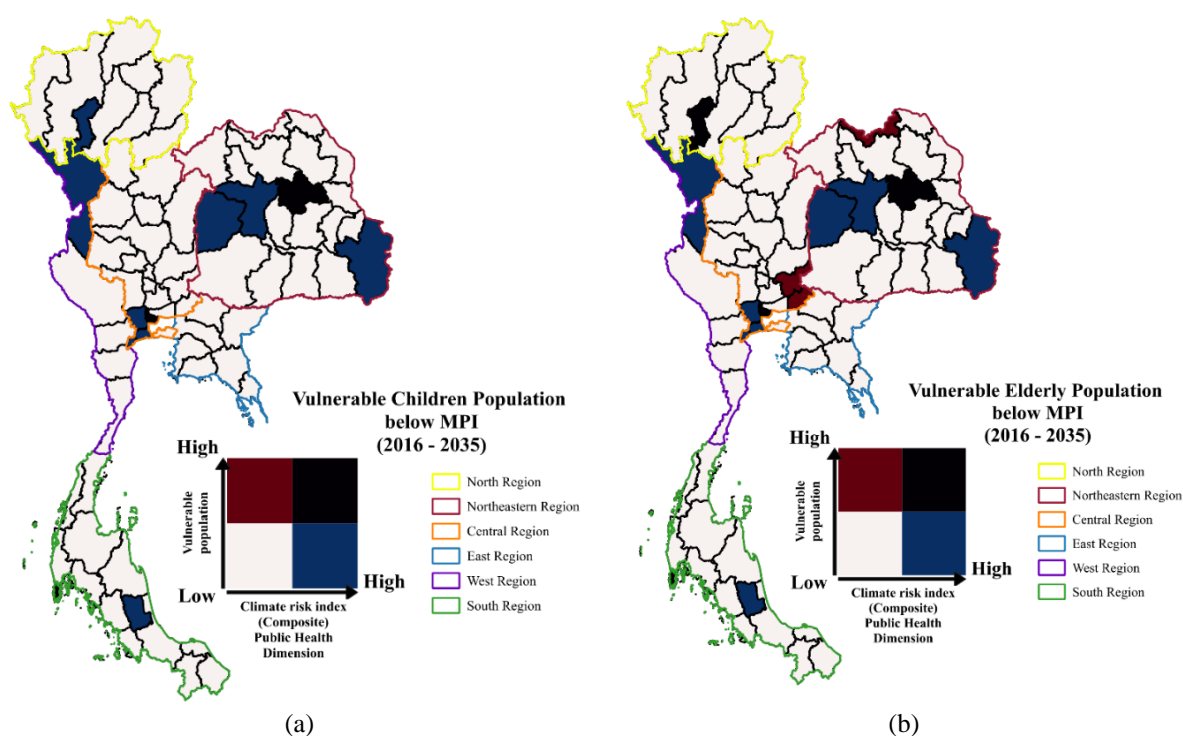 Vulnerable Children Population
below MPI
(2016 - 2035)
High
Vulnerable
population
Low
High
Climate risk index
(Composite)
Public Health
Dimension
North Region
Northeastern Region
Central Region
East Region
West Region
South Region
(a)
Vulnerable Elderly Population
below MPI
(2016 - 2035)
High
Vulnerable
population
Low
High
Climate risk index
(Composite)
Public Health
Dimension
North Region
Northeastern Region
Central Region
East Region
West Region
South Region
(b)